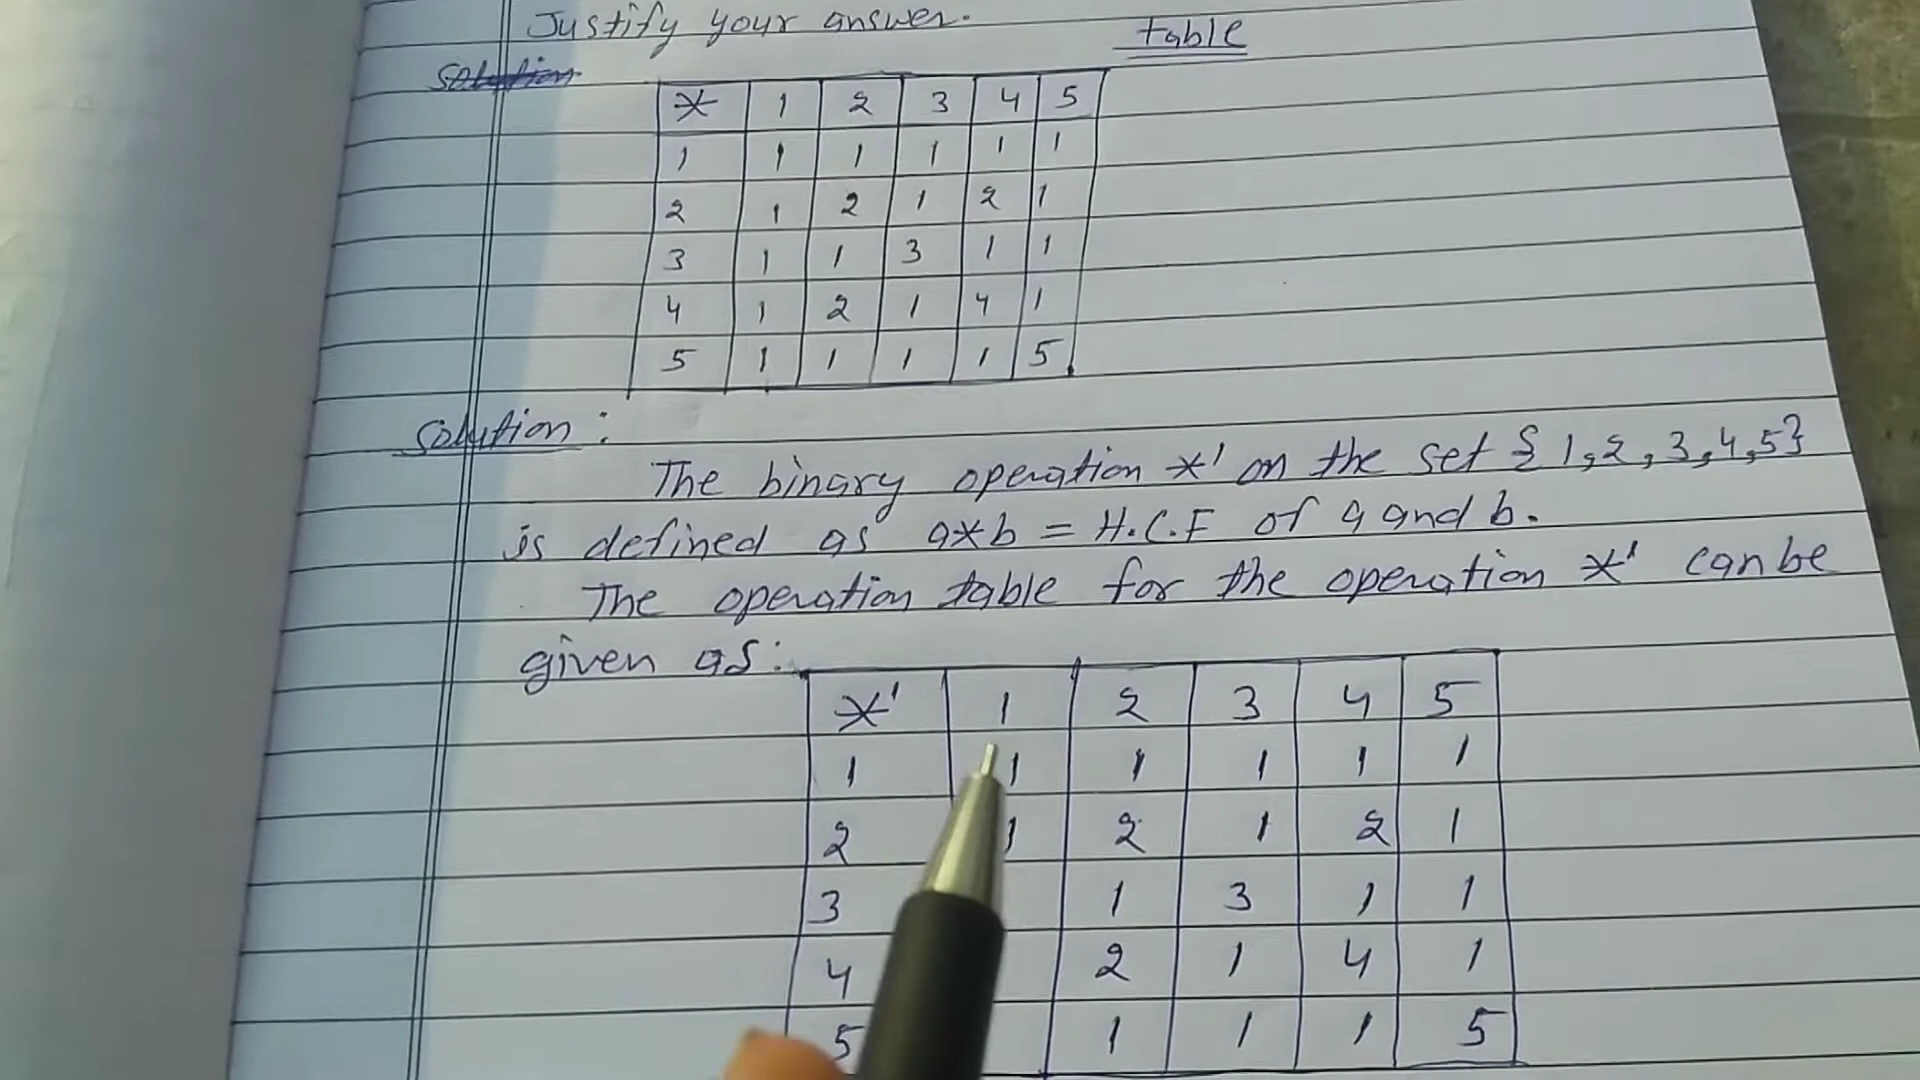 Justify your answer.
table
Solution
* 1 2 3 4 5
1 1 1 1 1 1
2 1 2 1 2 1
3 1 1 3 1 1
4 1 2 1 4 1
5 1 1 1 1 5
Solution :
The binary operation *' on the set { 1,2,3,4,5}
is defined as a*b = H.C.F of a and b.
The operation table for the operation *' can be
given as:
*' 1 2 3 4 5
1 1 1 1 1 1
2 1 2 1 2 1
3 1 3 1 1
4 2 1 4 1
5 1 1 1 5